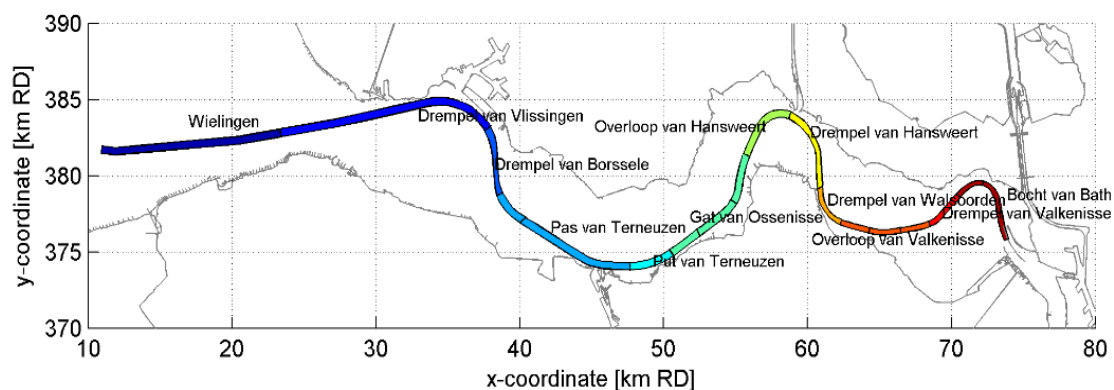 390
385
380
375
370
y-coordinate [km RD]
Wielingen
Drempel van Vlissingen
Overloop van Hansweert
Drempel van Hansweert
Drempel van Borssele
Drempel van Walsoorden
Bocht van Bath
Pas van Terneuzen
Gat van Ossenisse
Drempel van Valkenisse
Overloop van Valkenisse
Put van Terneuzen
10 20 30 40 50 60 70 80
x-coordinate [km RD]